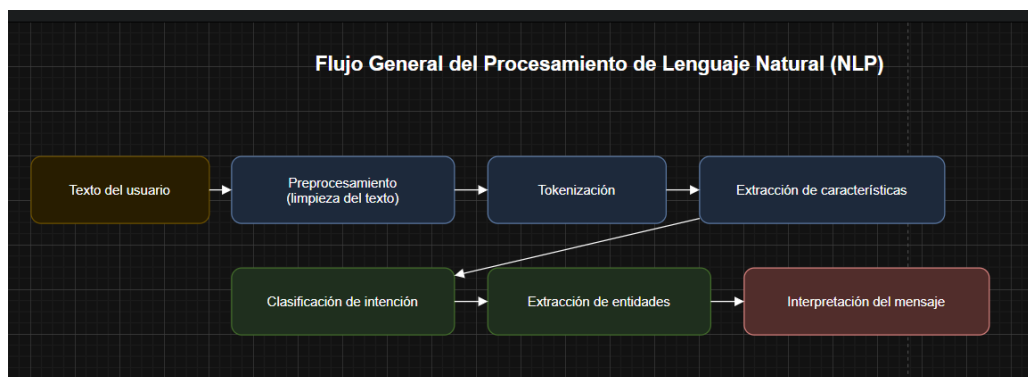 Flujo General del Procesamiento de Lenguaje Natural (NLP)
Texto del usuario
Preprocesamiento
(limpieza del texto)
Tokenización
Extracción de características
Clasificación de intención
Extracción de entidades
Interpretación del mensaje